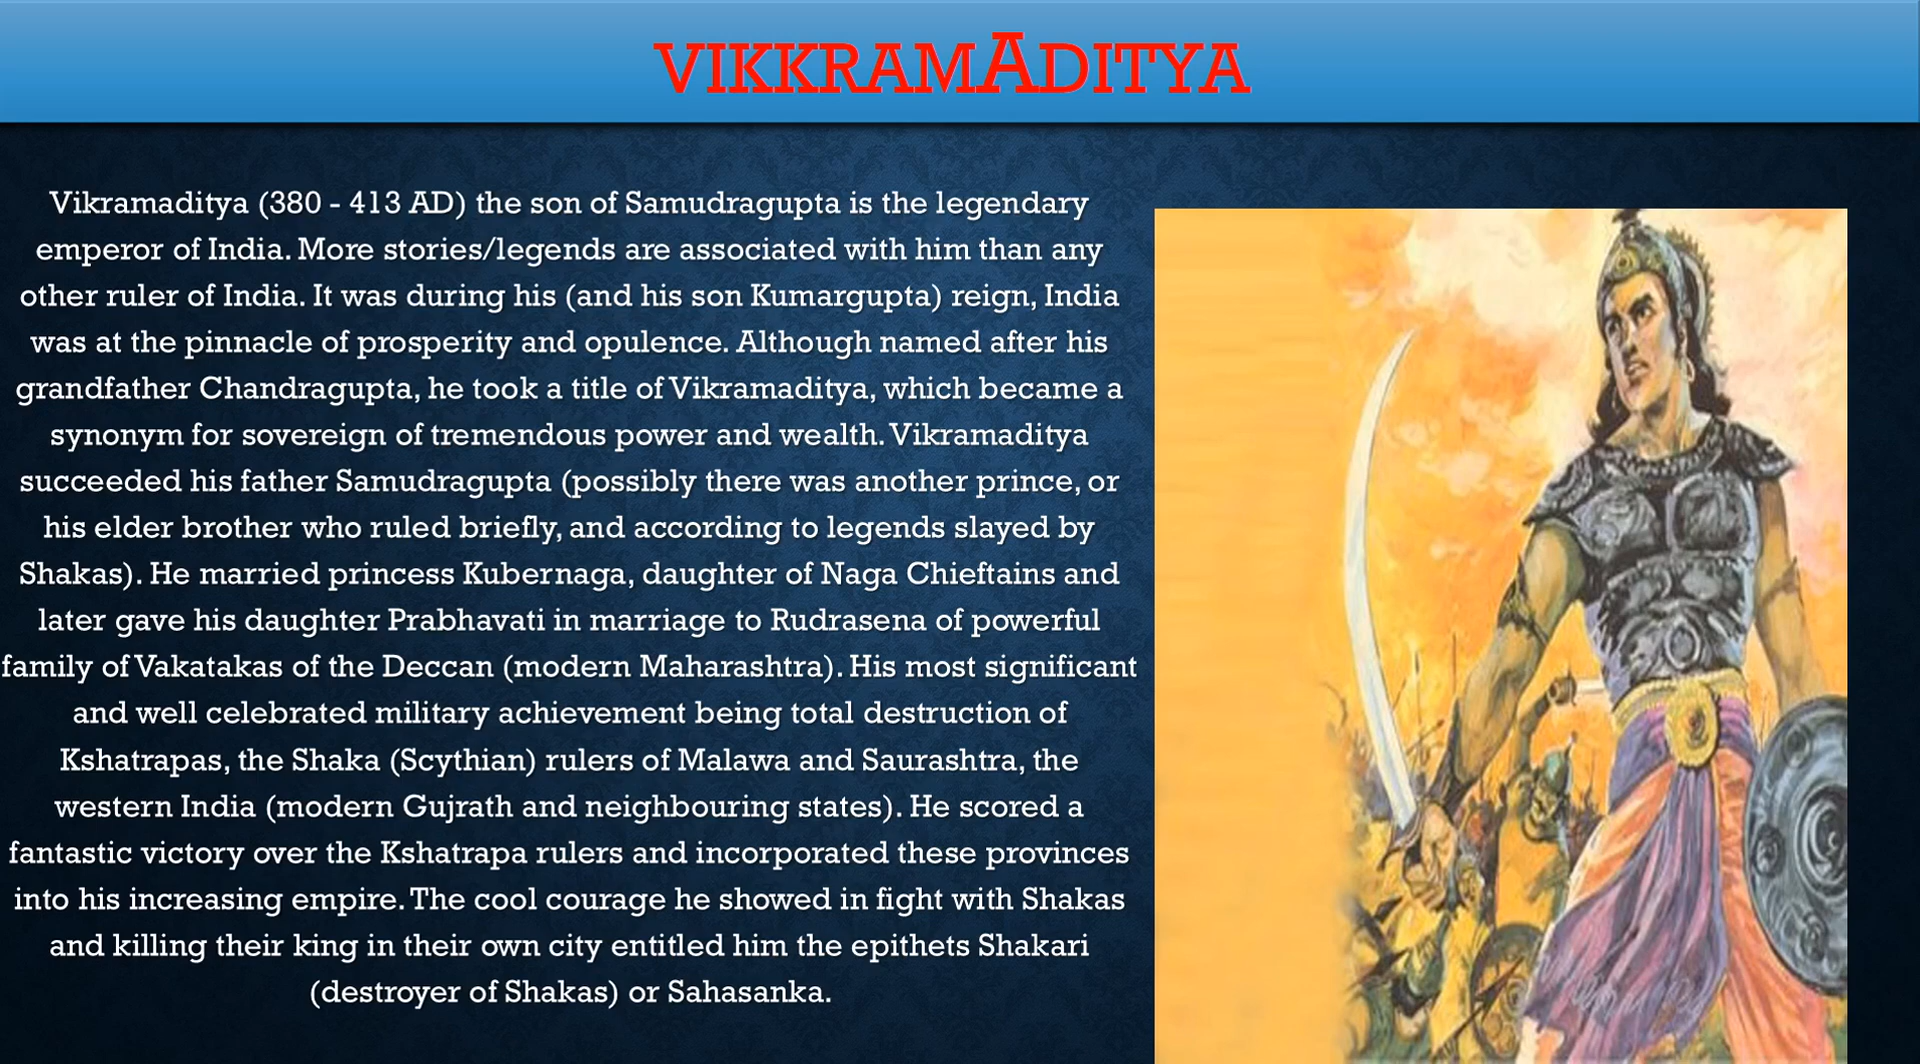 VIKKRAMADITYA
Vikramaditya (380 - 413 AD) the son of Samudragupta is the legendary
emperor of India. More stories/legends are associated with him than any
other ruler of India. It was during his (and his son Kumargupta) reign, India
was at the pinnacle of prosperity and opulence. Although named after his
grandfather Chandragupta, he took a title of Vikramaditya, which became a
synonym for sovereign of tremendous power and wealth. Vikramaditya
succeeded his father Samudragupta (possibly there was another prince, or
his elder brother who ruled briefly, and according to legends slayed by
Shakas). He married princess Kubernaga, daughter of Naga Chieftains and
later gave his daughter Prabhavati in marriage to Rudrasena of powerful
family of Vakatakas of the Deccan (modern Maharashtra). His most significant
and well celebrated military achievement being total destruction of
Kshatrapas, the Shaka (Scythian) rulers of Malawa and Saurashtra, the
western India (modern Gujrath and neighbouring states). He scored a
fantastic victory over the Kshatrapa rulers and incorporated these provinces
into his increasing empire. The cool courage he showed in fight with Shakas
and killing their king in their own city entitled him the epithets Shakari
(destroyer of Shakas) or Sahasanka.